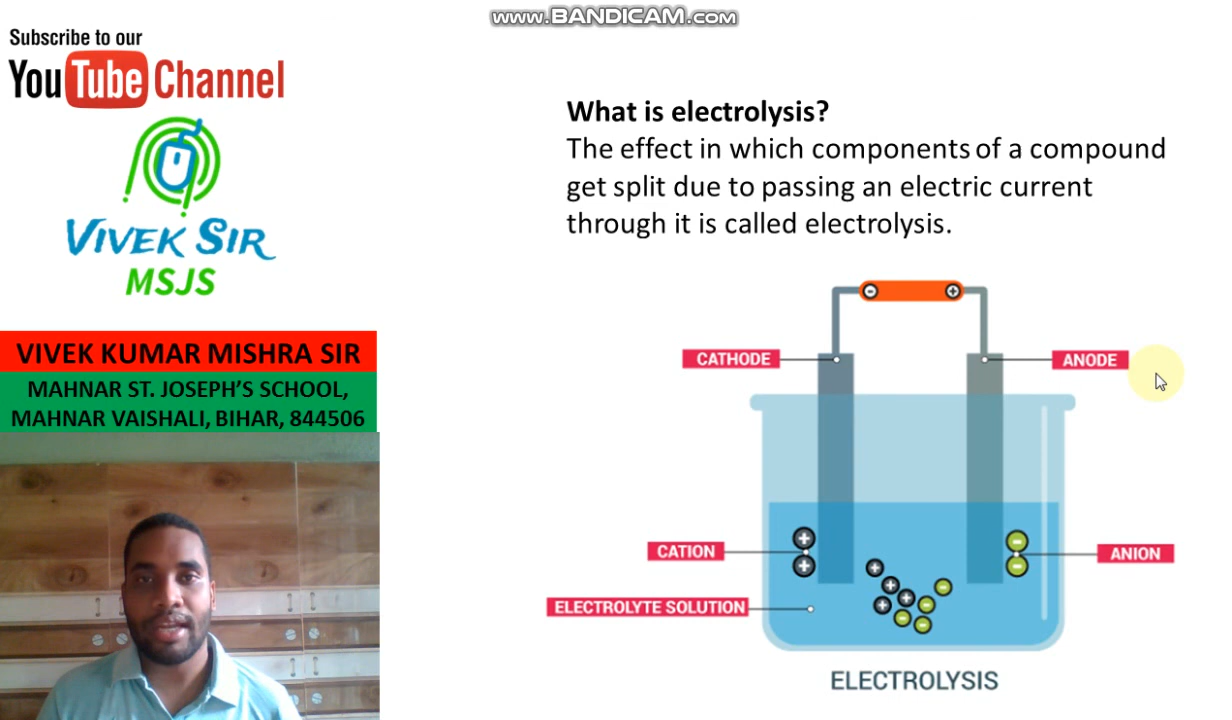 www.BANDICAM.com
Subscribe to our
YouTube Channel
VIVEK SIR
MSJS
VIVEK KUMAR MISHRA SIR
MAHNAR ST. JOSEPH'S SCHOOL,
MAHNAR VAISHALI, BIHAR, 844506
What is electrolysis?
The effect in which components of a compound
get split due to passing an electric current
through it is called electrolysis.
- +
CATHODE
ANODE
CATION
ANION
ELECTROLYTE SOLUTION
ELECTROLYSIS